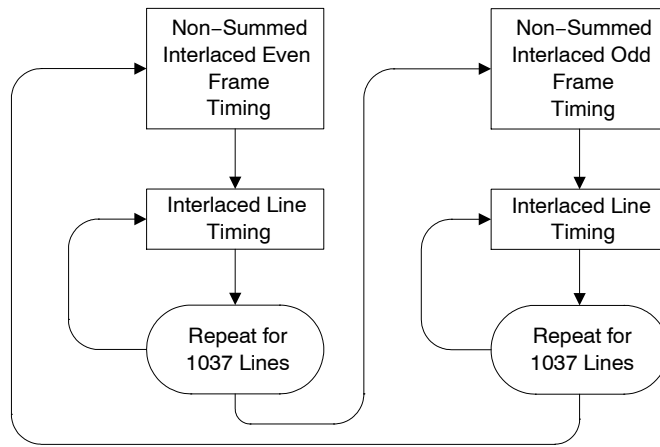 Non−Summed
Interlaced Even
Frame
Timing
Interlaced Line
Timing
Repeat for
1037 Lines
Non−Summed
Interlaced Odd
Frame
Timing
Interlaced Line
Timing
Repeat for
1037 Lines